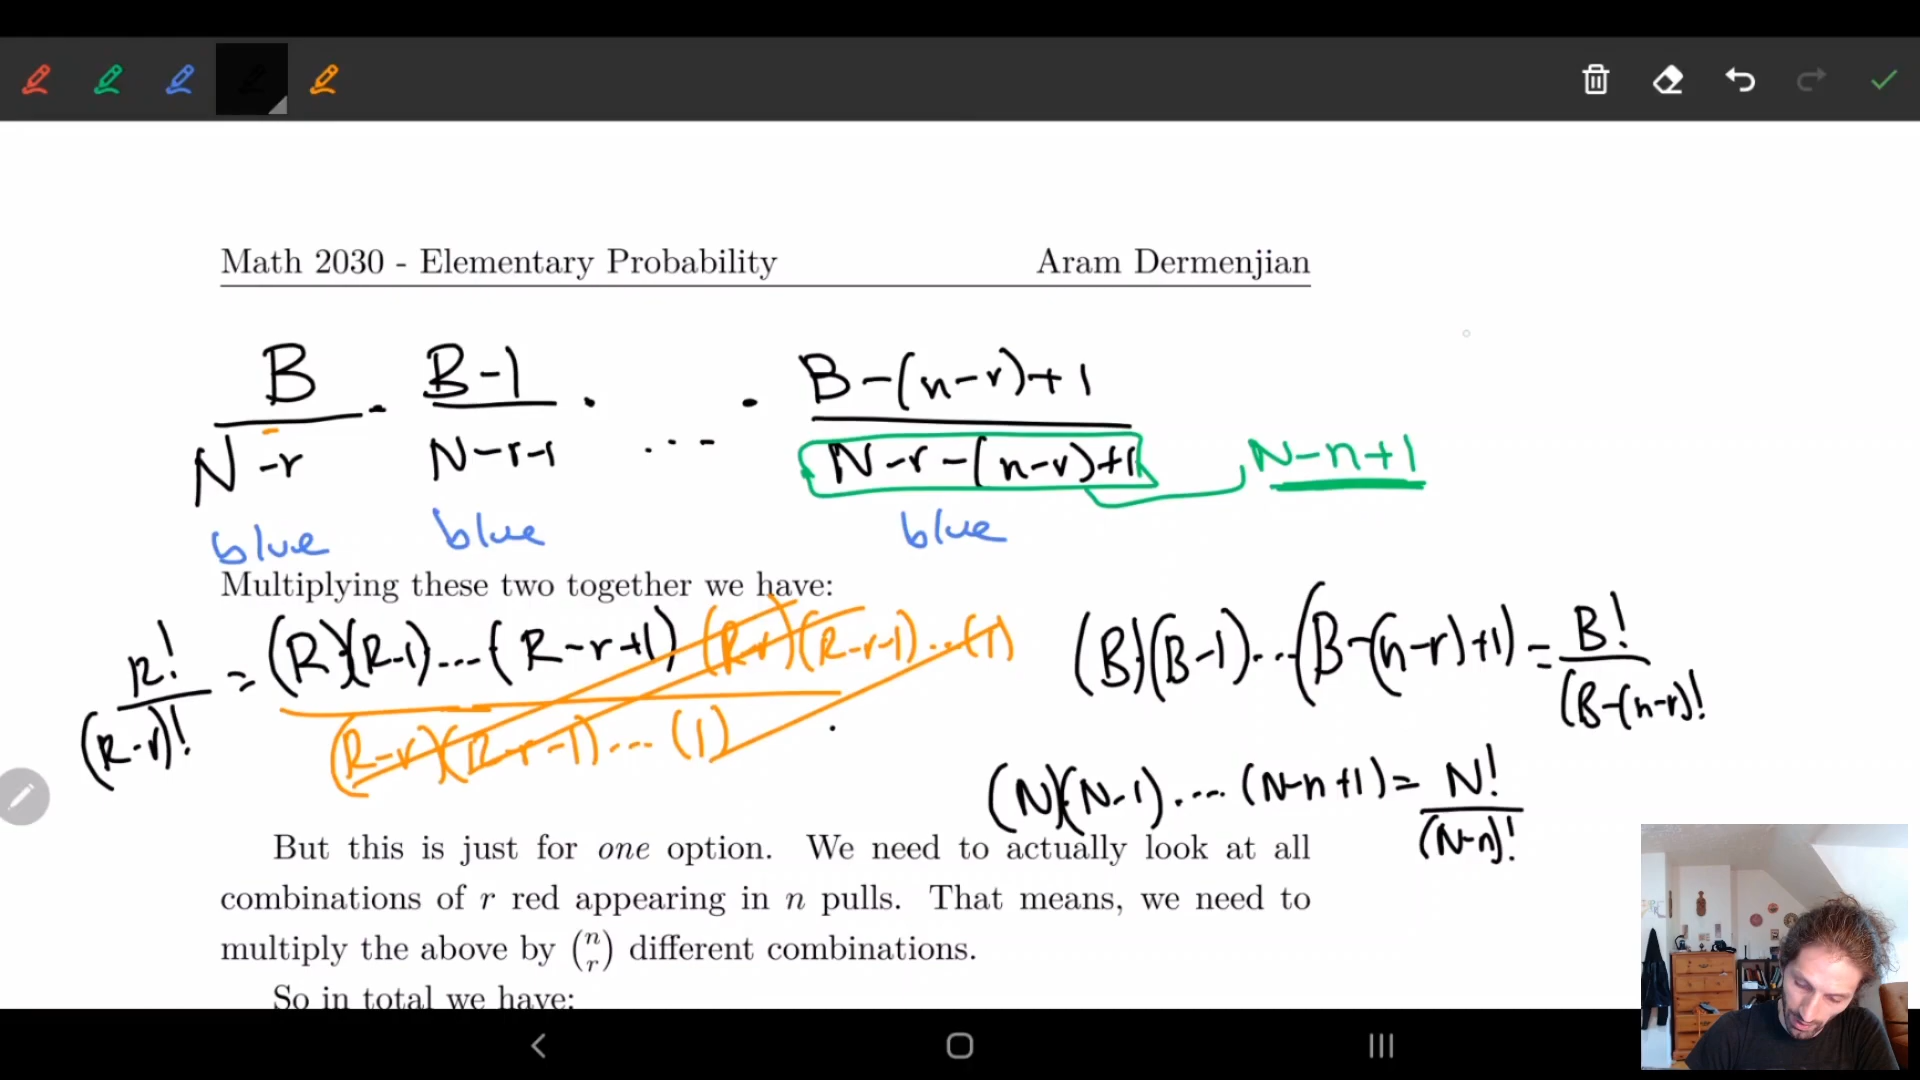 Math 2030 - Elementary Probability Aram Dermenjian
B B-1 B-(n-r)+1
N-r · N-r-1 · ... · N-r-(n-r)+1 N-n+1
blue blue blue
Multiplying these two together we have:
R!/(R-r)! = (R)(R-1)...(R-r+1)(R-r)(R-r-1)...(1) / (R-r)(R-r-1)...(1) · (B)(B-1)...(B-(n-r)+1) = B!/(B-(n-r)!
(N)(N-1)....(N-n+1) = N!/(N-n)!
But this is just for one option. We need to actually look at all
combinations of r red appearing in n pulls. That means, we need to
multiply the above by (n r) different combinations.
So in total we have: